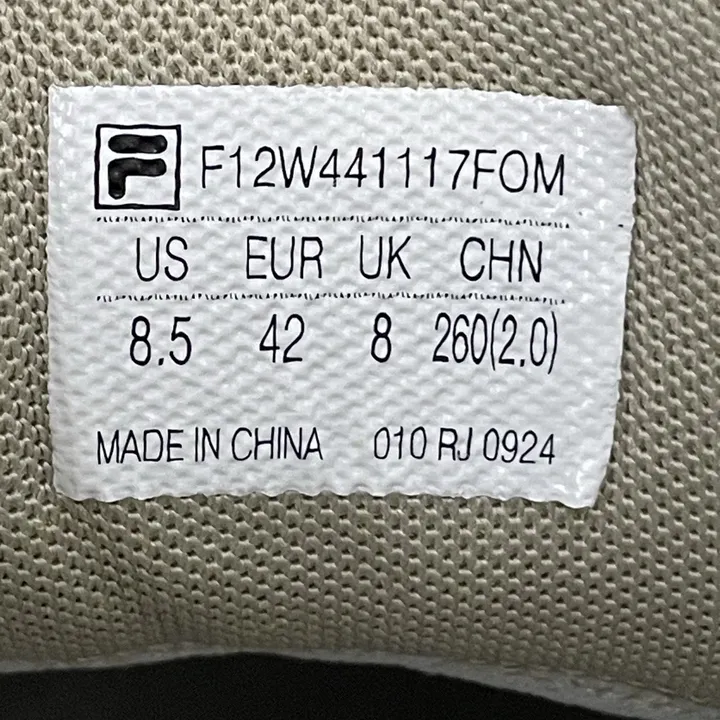 F12W441117FOM
US EUR UK CHN
8.5 42 8 260(2.0)
MADE IN CHINA 010 RJ 0924